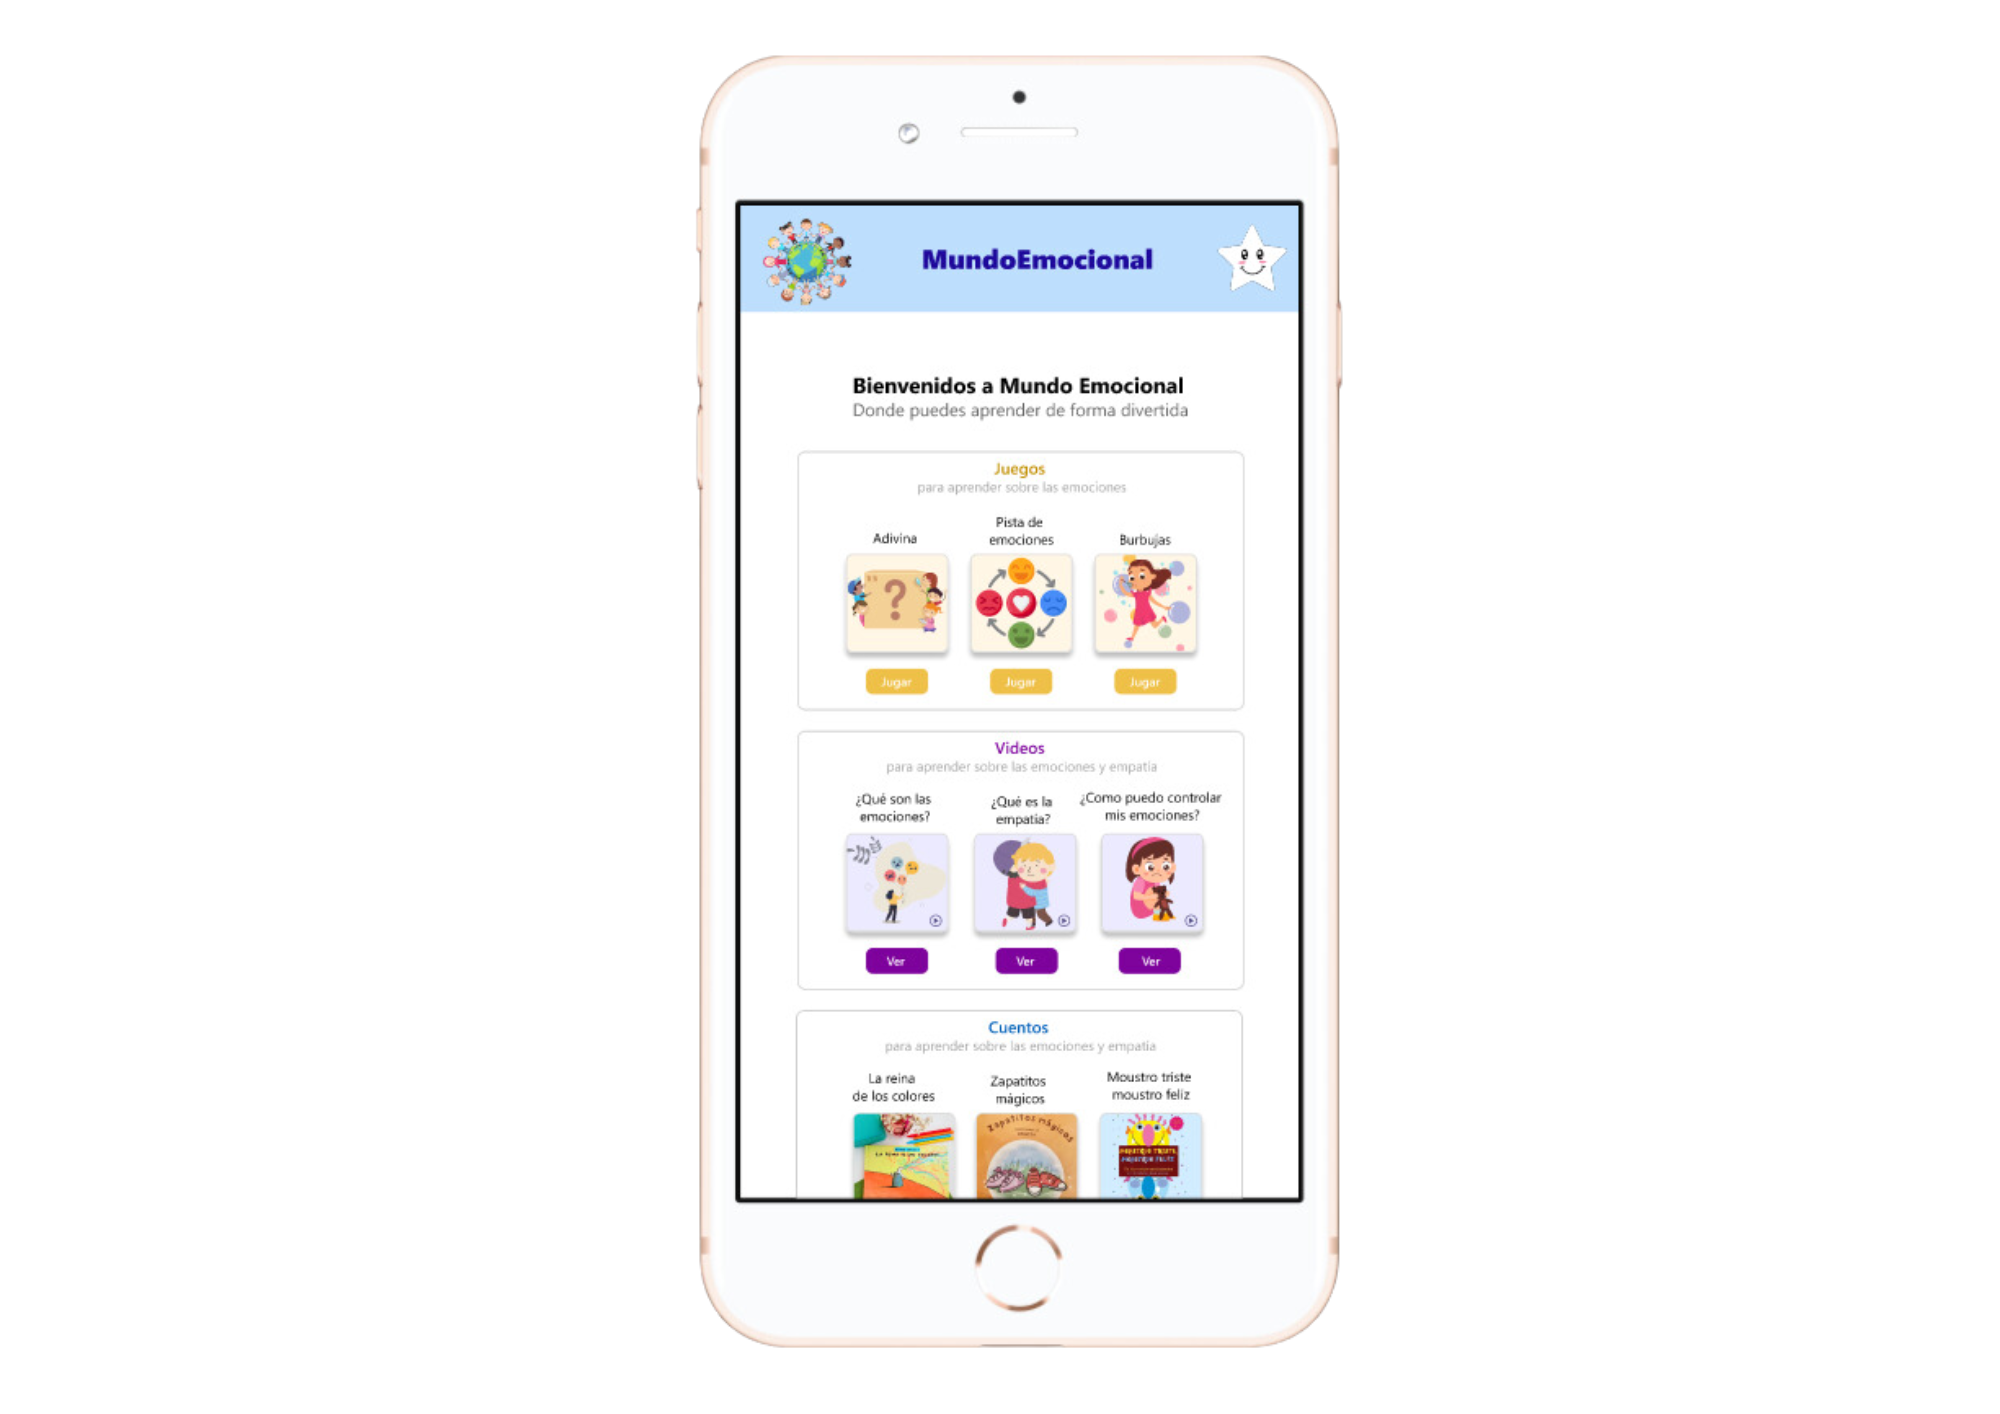 MundoEmocional
Bienvenidos a Mundo Emocional
Donde puedes aprender de forma divertida
Juegos
para aprender sobre las emociones
Adivina
Pista de
emociones
Burbujas
?
Jugar
Jugar
Jugar
Videos
para aprender sobre las emociones y empatia
¿Qué son las
emociones?
¿Qué es la
empatia?
¿Como puedo controlar
mis emociones?
Ver
Ver
Ver
Cuentos
para aprender sobre las emociones y empatia
La reina
de los colores
Zapatitos
mágicos
Moustro triste
moustro feliz
Zapatitos mágicos